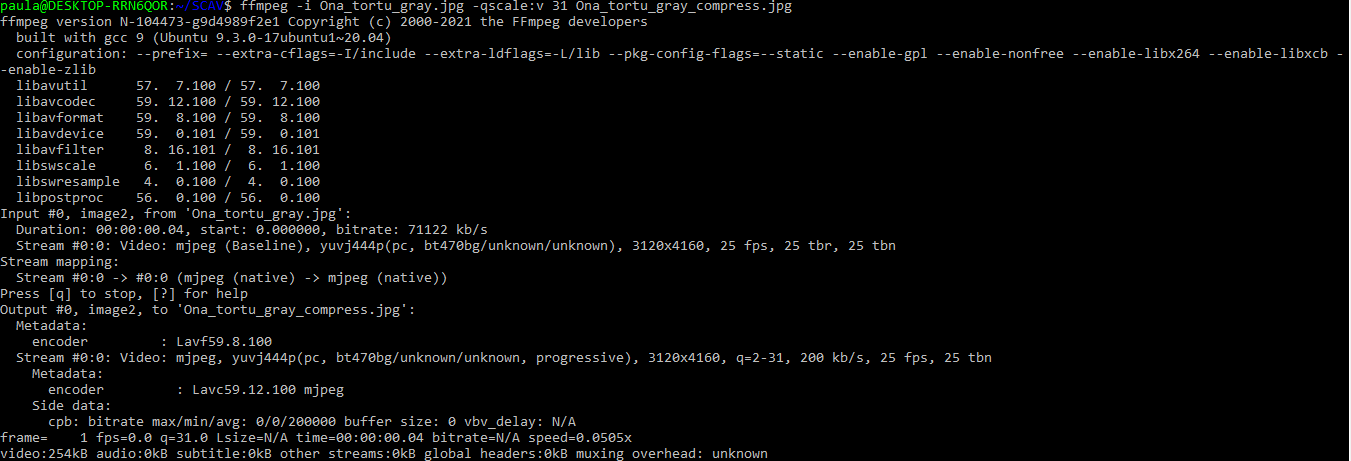 paula@DESKTOP-RRN6QOR:~/SCAV$ ffmpeg -i Ona_tortu_gray.jpg -qscale:v 31 Ona_tortu_gray_compress.jpg
ffmpeg version N-104473-g9d4989f2e1 Copyright (c) 2000-2021 the FFmpeg developers
  built with gcc 9 (Ubuntu 9.3.0-17ubuntu1~20.04)
  configuration: --prefix= --extra-cflags=-I/include --extra-ldflags=-L/lib --pkg-config-flags=--static --enable-gpl --enable-nonfree --enable-libx264 --enable-libxcb -
-enable-zlib
  libavutil      57.  7.100 / 57.  7.100
  libavcodec     59. 12.100 / 59. 12.100
  libavformat    59.  8.100 / 59.  8.100
  libavdevice    59.  0.101 / 59.  0.101
  libavfilter     8. 16.101 /  8. 16.101
  libswscale      6.  1.100 /  6.  1.100
  libswresample   4.  0.100 /  4.  0.100
  libpostproc    56.  0.100 / 56.  0.100
Input #0, image2, from 'Ona_tortu_gray.jpg':
  Duration: 00:00:00.04, start: 0.000000, bitrate: 71122 kb/s
  Stream #0:0: Video: mjpeg (Baseline), yuvj444p(pc, bt470bg/unknown/unknown), 3120x4160, 25 fps, 25 tbr, 25 tbn
Stream mapping:
  Stream #0:0 -> #0:0 (mjpeg (native) -> mjpeg (native))
Press [q] to stop, [?] for help
Output #0, image2, to 'Ona_tortu_gray_compress.jpg':
  Metadata:
    encoder         : Lavf59.8.100
  Stream #0:0: Video: mjpeg, yuvj444p(pc, bt470bg/unknown/unknown, progressive), 3120x4160, q=2-31, 200 kb/s, 25 fps, 25 tbn
    Metadata:
      encoder         : Lavc59.12.100 mjpeg
    Side data:
      cpb: bitrate max/min/avg: 0/0/200000 buffer size: 0 vbv_delay: N/A
frame=    1 fps=0.0 q=31.0 Lsize=N/A time=00:00:00.04 bitrate=N/A speed=0.0505x
video:254kB audio:0kB subtitle:0kB other streams:0kB global headers:0kB muxing overhead: unknown